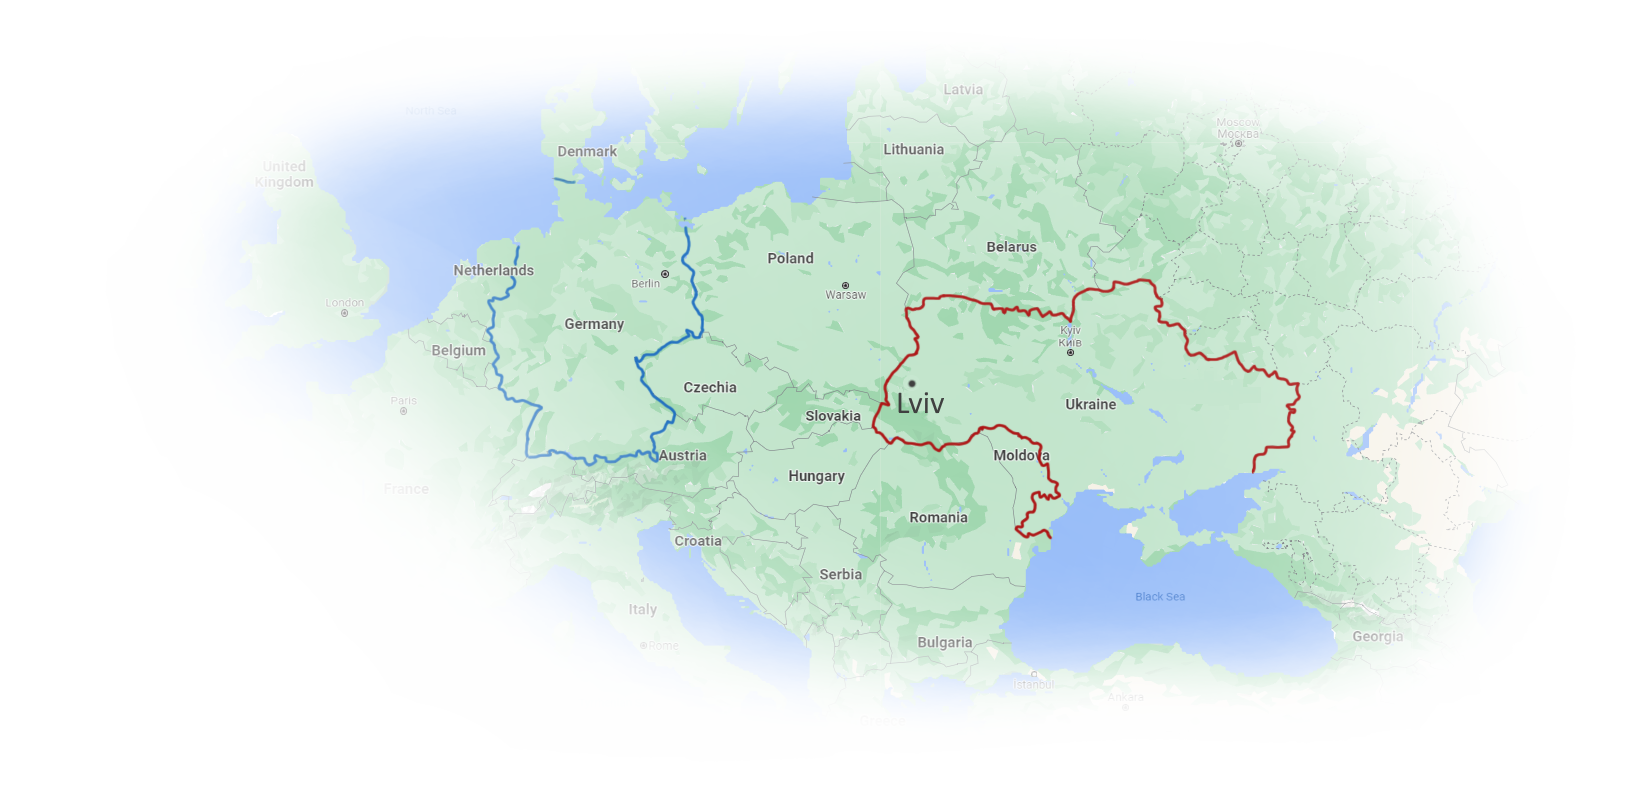 Latvia
North Sea
Moscow
Москва
Denmark
Lithuania
United
Kingdom
Belarus
Poland
Netherlands
Berlin
Warsaw
London
Germany
Kyiv
Київ
Belgium
Czechia
Paris
Lviv
Ukraine
Slovakia
Austria
Moldova
Hungary
France
Romania
Croatia
Serbia
Black Sea
Italy
Georgia
Bulgaria
Rome
Istanbul
Ankara